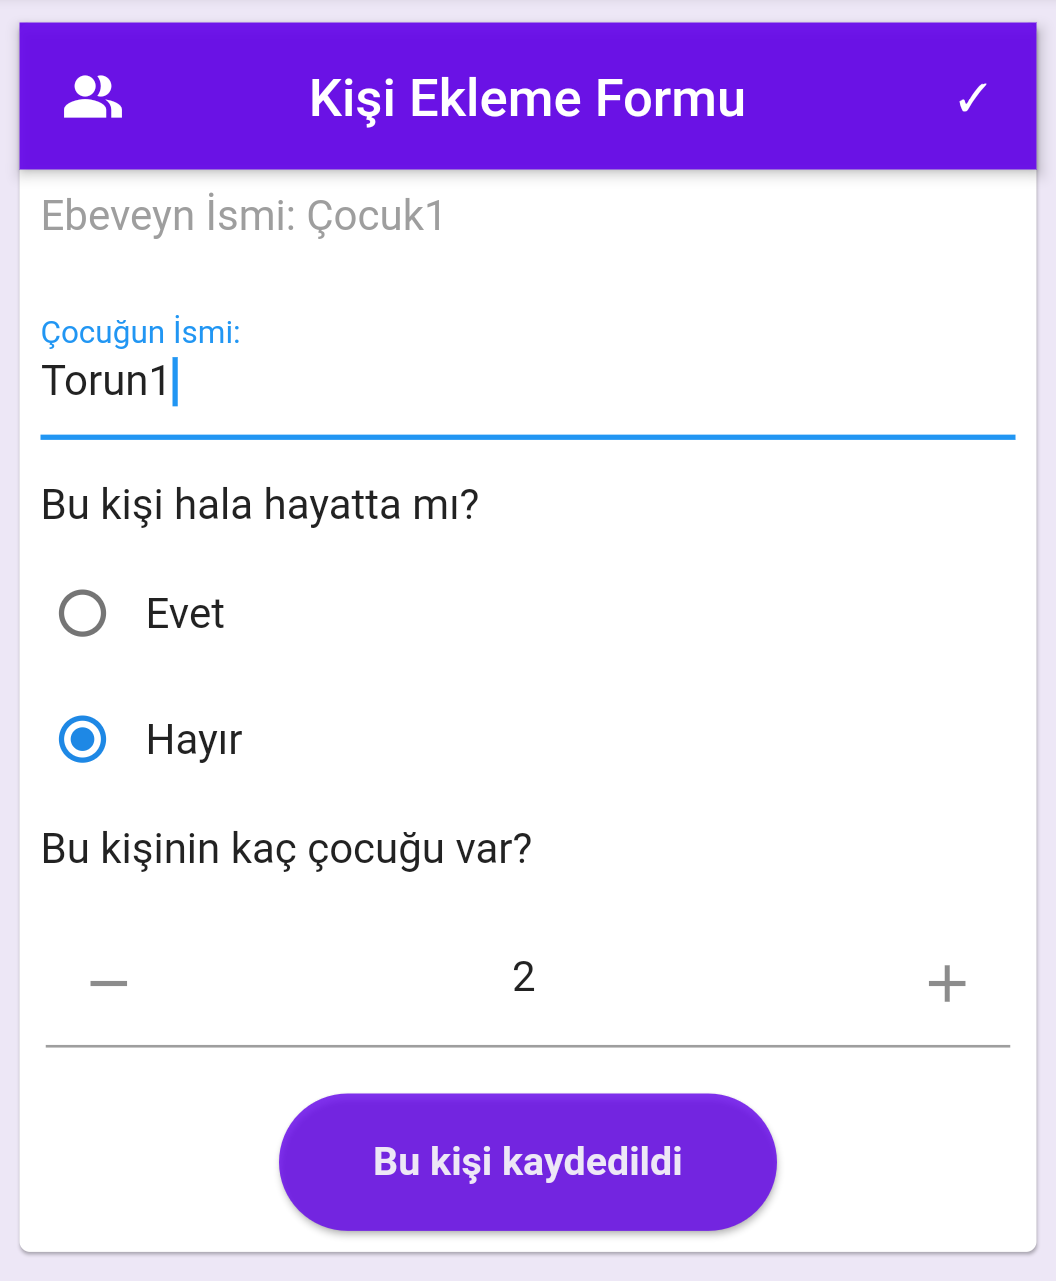 Kişi Ekleme Formu ✓
Ebeveyn İsmi: Çocuk1
Çocuğun İsmi:
Torun1
Bu kişi hala hayatta mı?
Evet
Hayır
Bu kişinin kaç çocuğu var?
− 2 +
Bu kişi kaydedildi